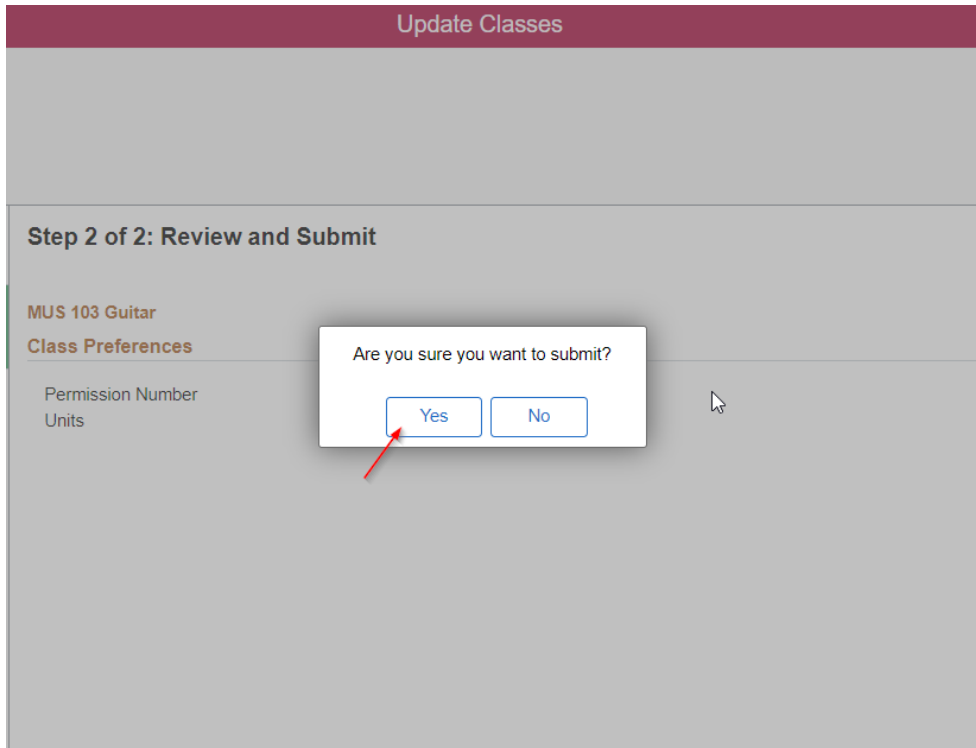 Update Classes
Step 2 of 2: Review and Submit
MUS 103 Guitar
Class Preferences
Permission Number
Units
Are you sure you want to submit?
Yes No